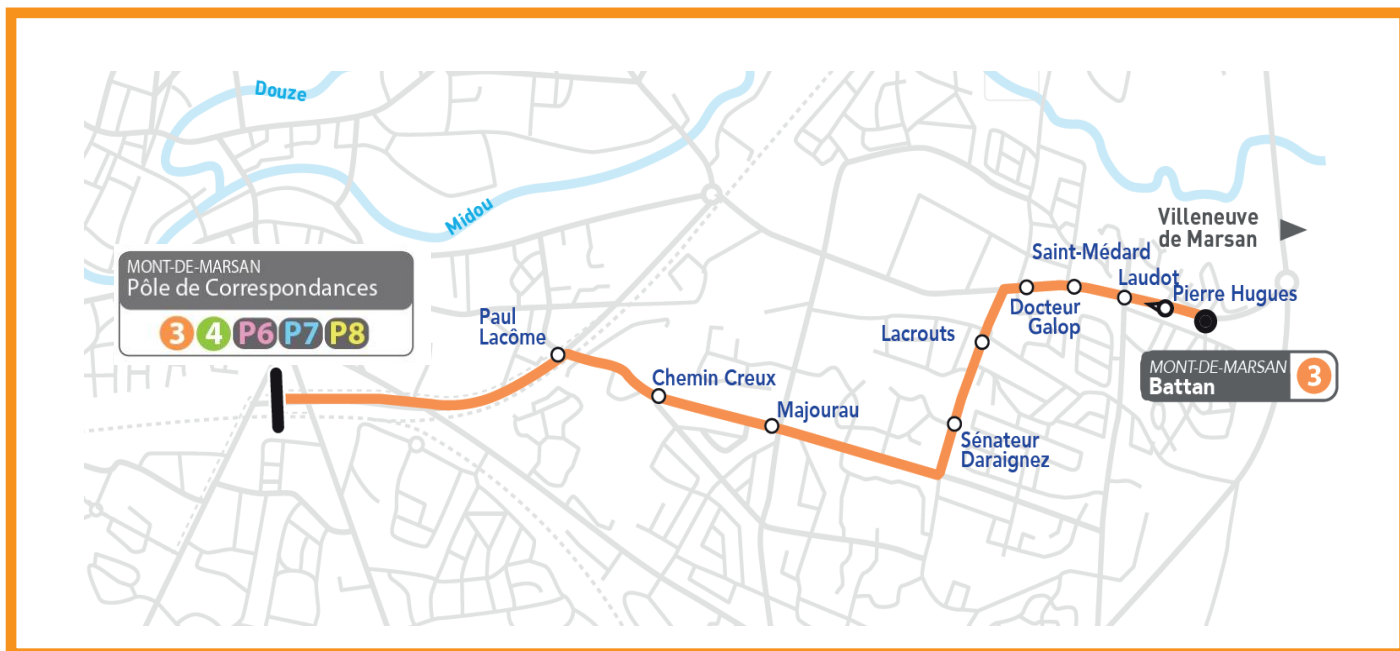 Douze
Midou
MONT-DE-MARSAN
Pôle de Correspondances
3 4 P6 P7 P8
Paul
Lacôme
Chemin Creux
Majourau
Sénateur
Daraignez
Lacrouts
Docteur
Galop
Saint-Médard
Laudot
Pierre Hugues
Villeneuve
de Marsan
MONT-DE-MARSAN
Battan
3